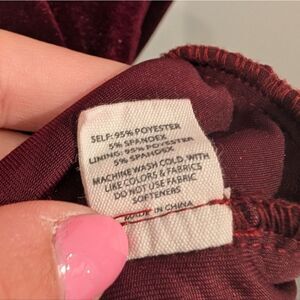 SELF: 95% POYESTER
5% SPANDEX
LINING: 95% POYESTER
5% SPANDEX
MACHINE WASH COLD, WITH
LIKE COLORS & FABRICS
DO NOT USE FABRIC
SOFTENERS
MADE IN CHINA